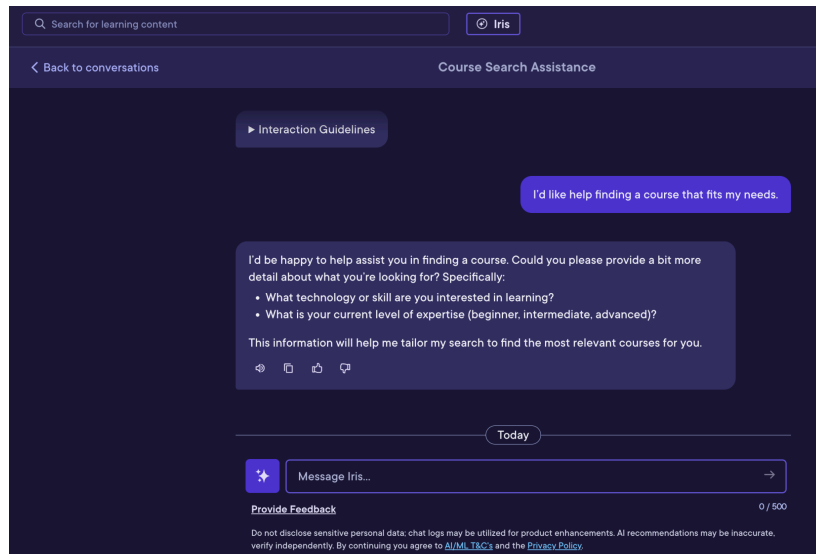 Search for learning content
Iris
Back to conversations
Course Search Assistance
Interaction Guidelines
I'd like help finding a course that fits my needs.
I'd be happy to help assist you in finding a course. Could you please provide a bit more
detail about what you're looking for? Specifically:
• What technology or skill are you interested in learning?
• What is your current level of expertise (beginner, intermediate, advanced)?
This information will help me tailor my search to find the most relevant courses for you.
Today
Message Iris...
Provide Feedback
0 / 500
Do not disclose sensitive personal data; chat logs may be utilized for product enhancements. AI recommendations may be inaccurate,
verify independently. By continuing you agree to AI/ML T&C's and the Privacy Policy.